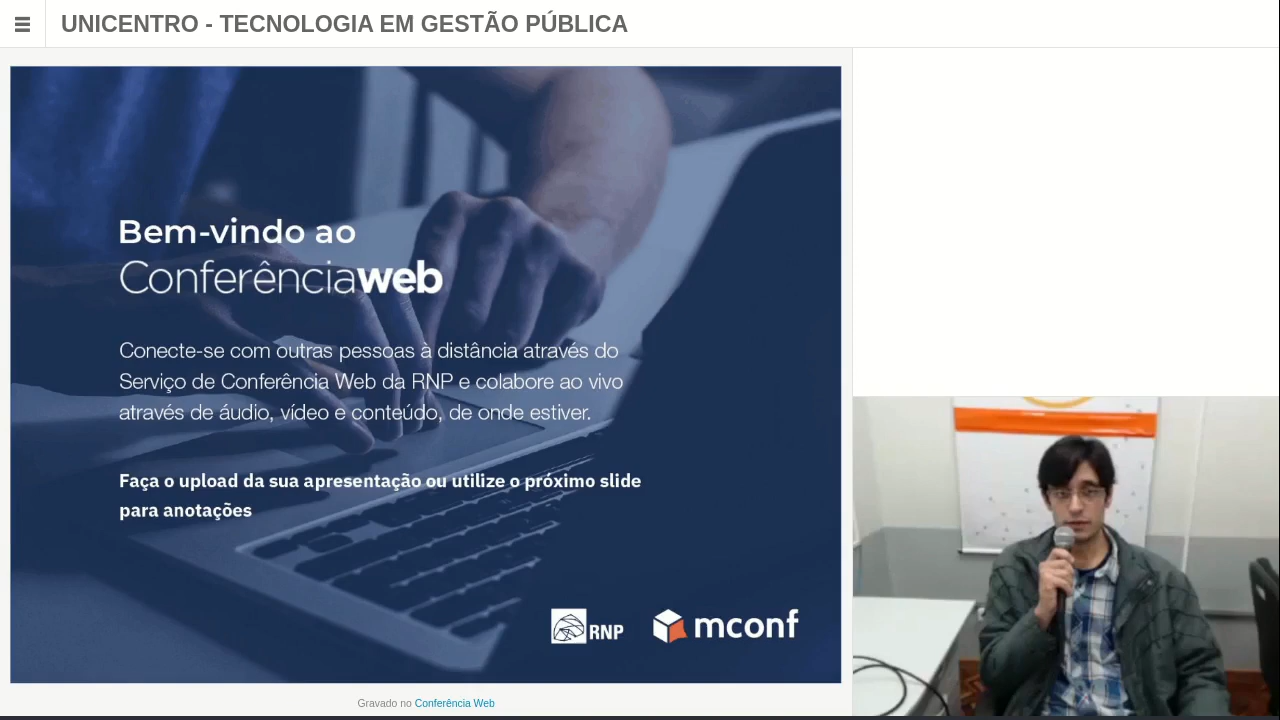 UNICENTRO - TECNOLOGIA EM GESTÃO PÚBLICA
Bem-vindo ao
Conferênciaweb
Conecte-se com outras pessoas à distância através do
Serviço de Conferência Web da RNP e colabore ao vivo
através de áudio, vídeo e conteúdo, de onde estiver.
Faça o upload da sua apresentação ou utilize o próximo slide
para anotações
RNP
mconf
Gravado no Conferência Web